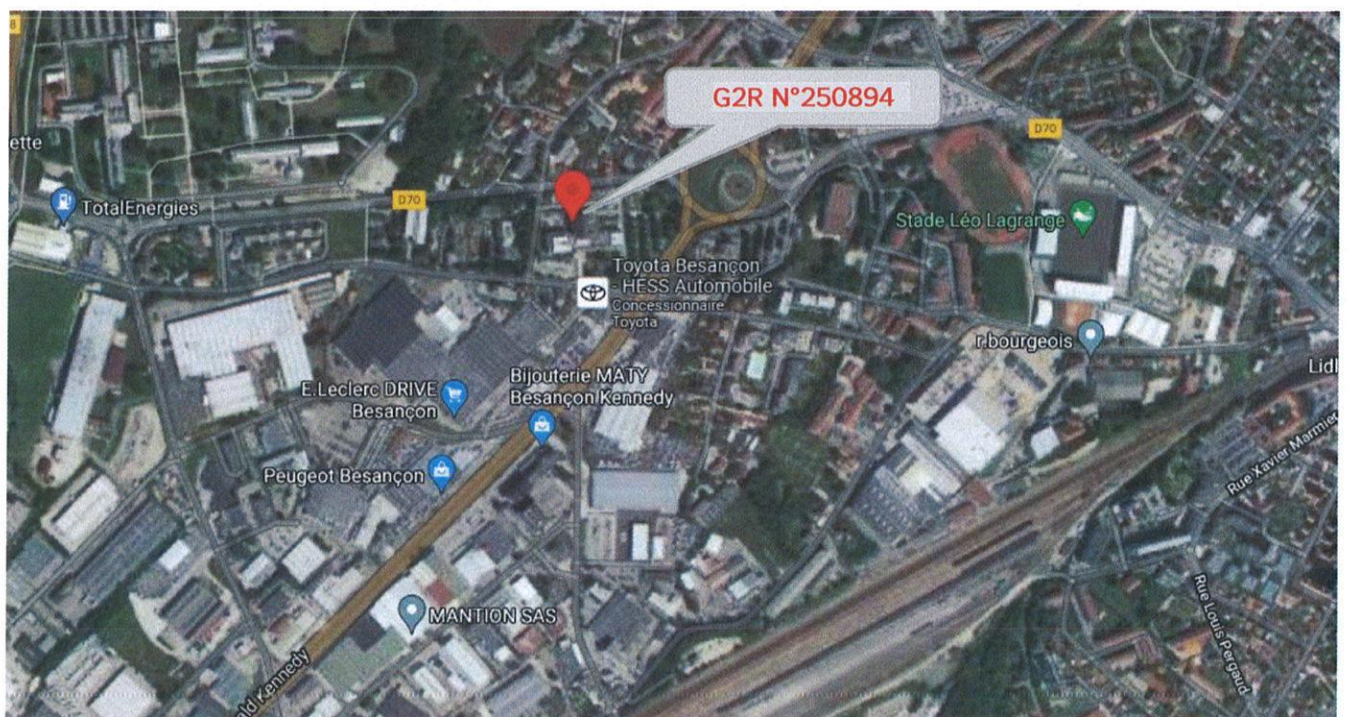 G2R N°250894
D70
ette
TotalEnergies
D70
Stade Léo Lagrange
Toyota Besançon
- HESS Automobile
Concessionnaire
Toyota
r.bourgeois
Lidl
E.Leclerc DRIVE
Besançon
Bijouterie MATY
Besançon Kennedy
Peugeot Besançon
Rue Xavier Marmier
MANTION SAS
Rue Louis Pergaud
ald Kennedy